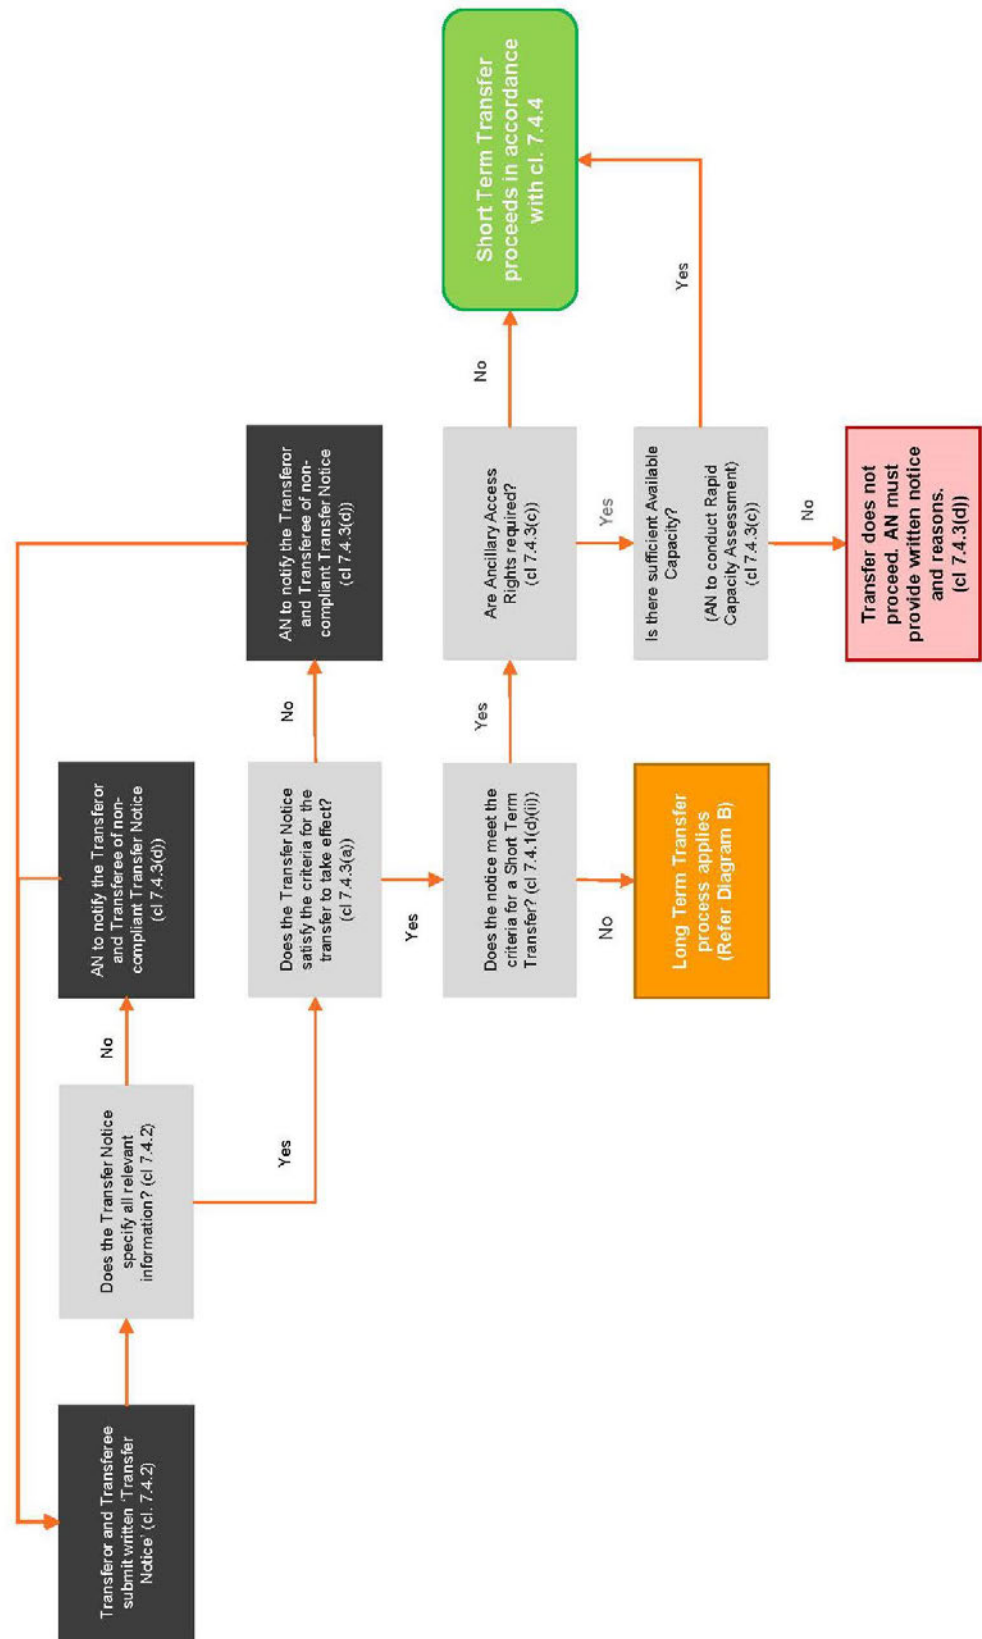 Transferor and Transferee
submit written 'Transfer
Notice' (cl. 7.4.2)
Does the Transfer Notice
specify all relevant
information? (cl 7.4.2)
No
AN to notify the Transferor
and Transferee of non-
compliant Transfer Notice
(cl 7.4.3(d))
Yes
Does the Transfer Notice
satisfy the criteria for the
transfer to take effect?
(cl 7.4.3(a))
No
AN to notify the Transferor
and Transferee of non-
compliant Transfer Notice
(cl 7.4.3(d))
Yes
Does the notice meet the
criteria for a Short Term
Transfer? (cl 7.4.1(d)(ii))
Yes
Are Ancillary Access
Rights required?
(cl 7.4.3(c))
No
Short Term Transfer
proceeds in accordance
with cl. 7.4.4
No
Long Term Transfer
process applies
(Refer Diagram B)
Yes
Is there sufficient Available
Capacity?
(AN to conduct Rapid
Capacity Assessment)
(cl 7.4.3(c))
Yes
No
Transfer does not
proceed. AN must
provide written notice
and reasons.
(cl 7.4.3(d))